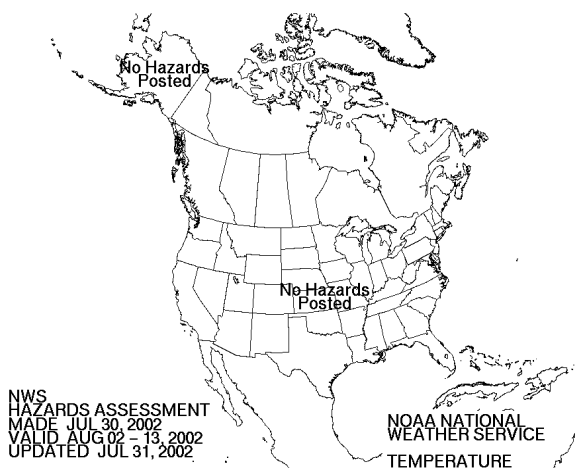 No Hazards
Posted
No Hazards
Posted
NWS
HAZARDS ASSESSMENT
MADE JUL 30, 2002
VALID AUG 02 - 13, 2002
UPDATED JUL 31, 2002
NOAA NATIONAL
WEATHER SERVICE
TEMPERATURE